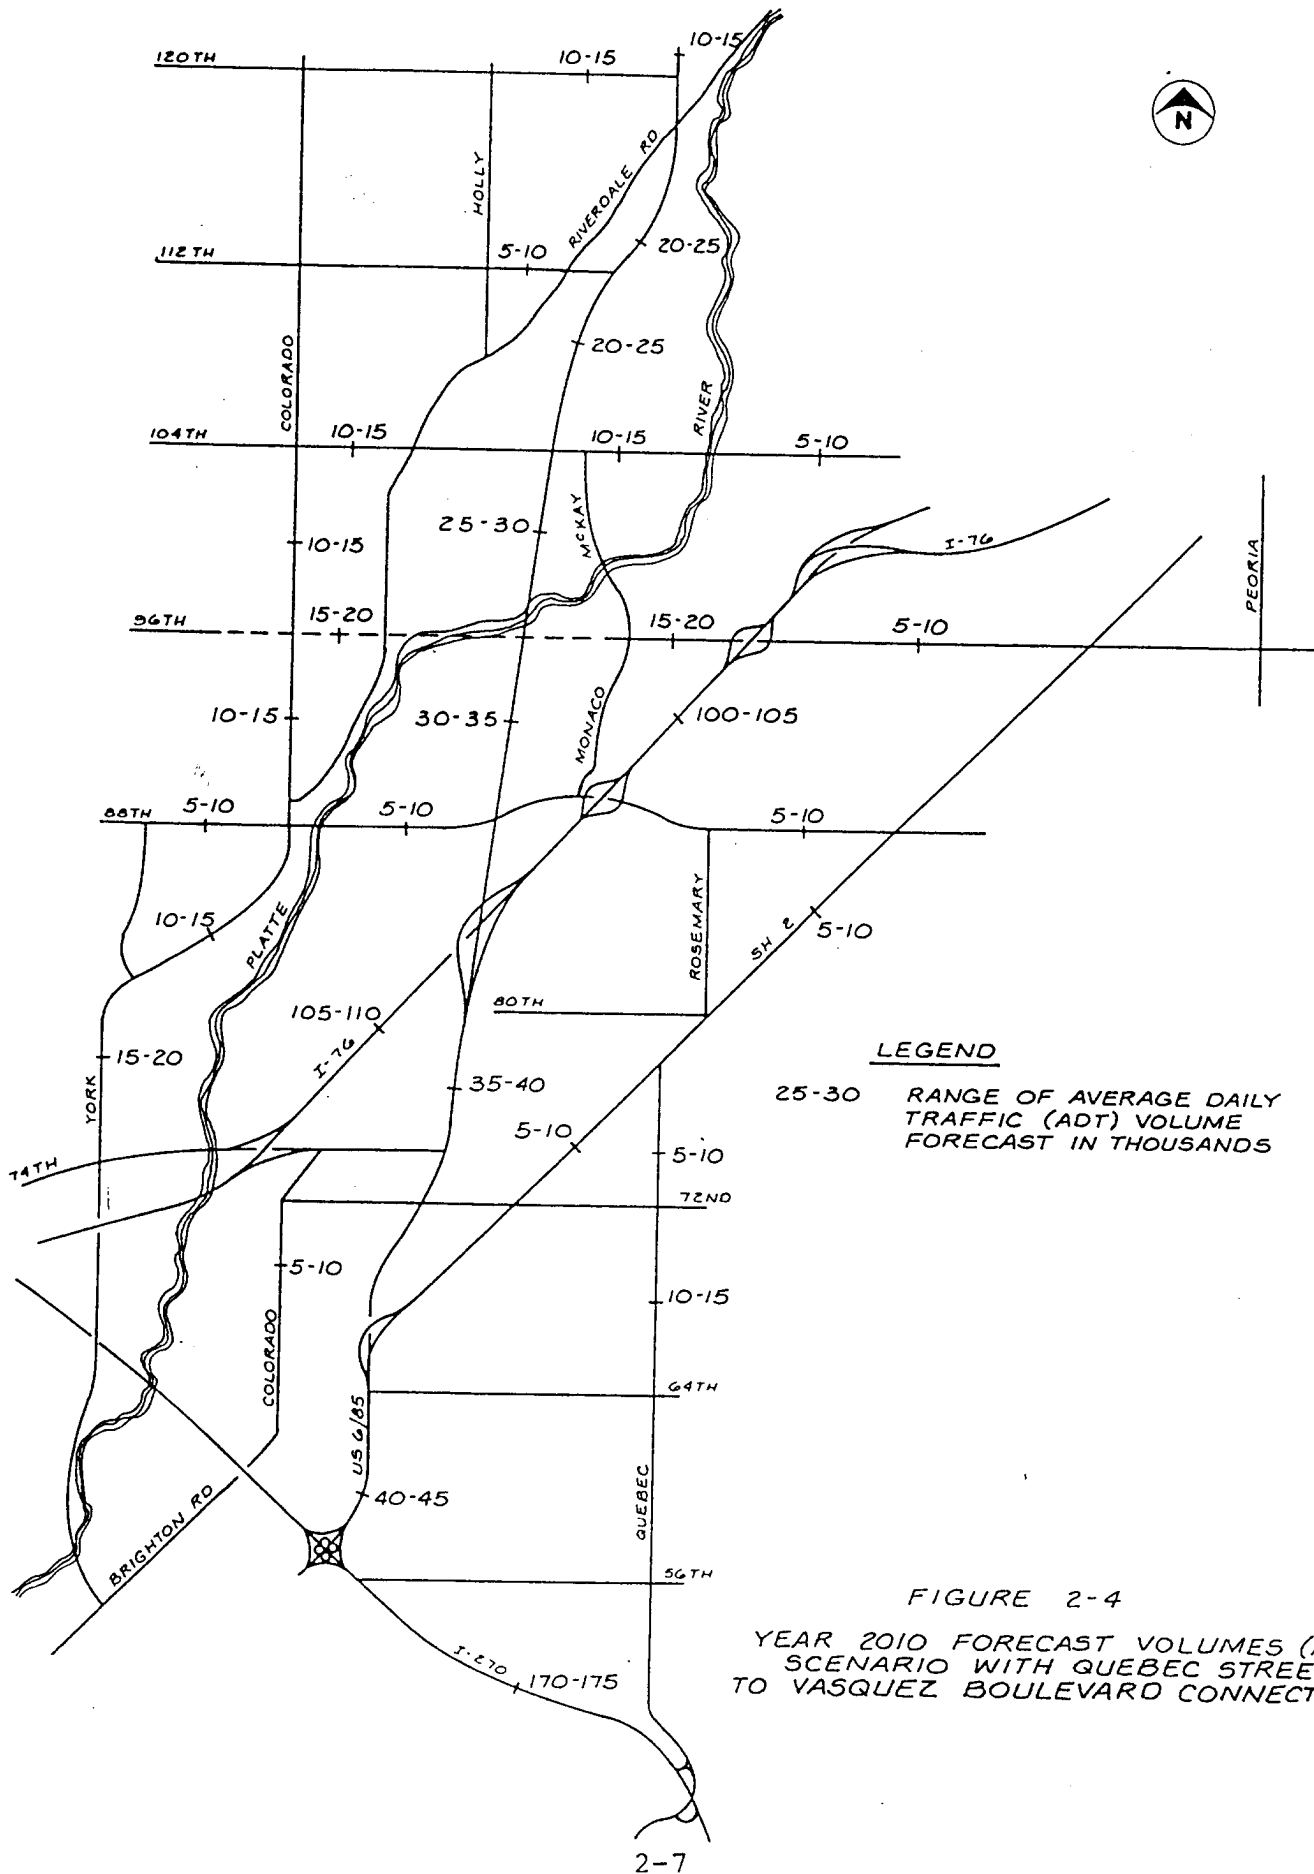 10-15
10-15
120TH
N
HOLLY
RIVERDALE RD
20-25
5-10
112TH
20-25
COLORADO
RIVER
104TH
10-15
10-15
5-10
MCKAY
25-30
10-15
I-76
PEORIA
96TH
15-20
15-20
5-10
10-15
30-35
MONACO
100-105
88TH
5-10
5-10
5-10
10-15
PLATTE
ROSEMARY
SH 2
5-10
80TH
105-110
I-76
15-20
YORK
35-40
LEGEND
25-30 RANGE OF AVERAGE DAILY
TRAFFIC (ADT) VOLUME
FORECAST IN THOUSANDS
5-10
5-10
74TH
72ND
5-10
10-15
COLORADO
64TH
US 6/85
40-45
QUEBEC
BRIGHTON RD
56TH
I-270
170-175
FIGURE 2-4
YEAR 2010 FORECAST VOLUMES (
SCENARIO WITH QUEBEC STREE
TO VASQUEZ BOULEVARD CONNECT
2-7